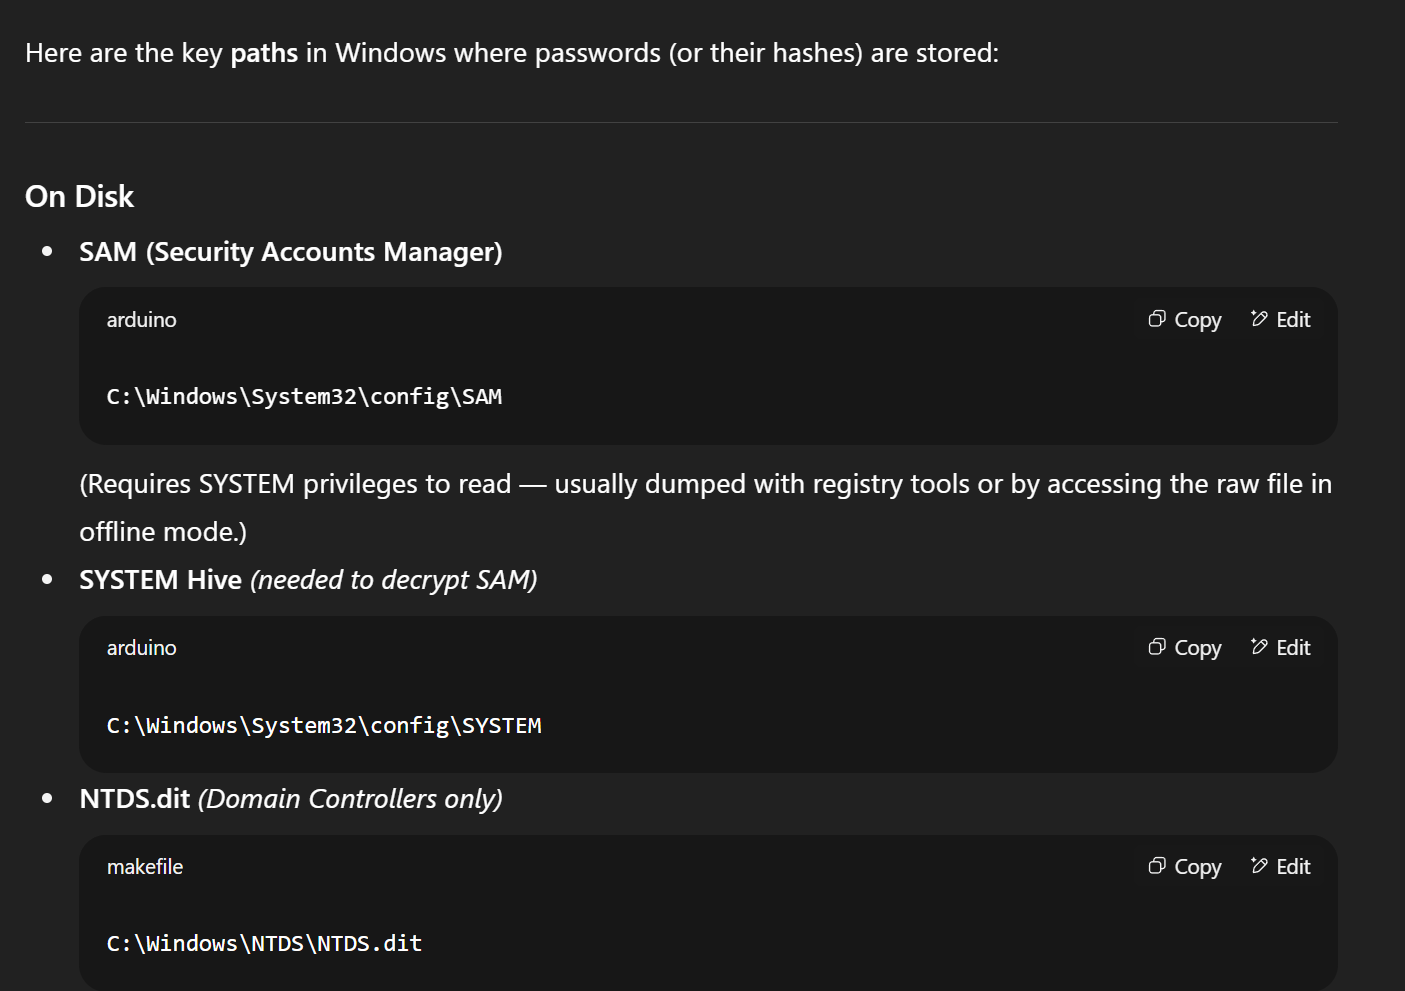 Here are the key paths in Windows where passwords (or their hashes) are stored:
On Disk
• SAM (Security Accounts Manager)
arduino Copy Edit
C:\Windows\System32\config\SAM
(Requires SYSTEM privileges to read — usually dumped with registry tools or by accessing the raw file in
offline mode.)
• SYSTEM Hive (needed to decrypt SAM)
arduino Copy Edit
C:\Windows\System32\config\SYSTEM
• NTDS.dit (Domain Controllers only)
makefile Copy Edit
C:\Windows\NTDS\NTDS.dit